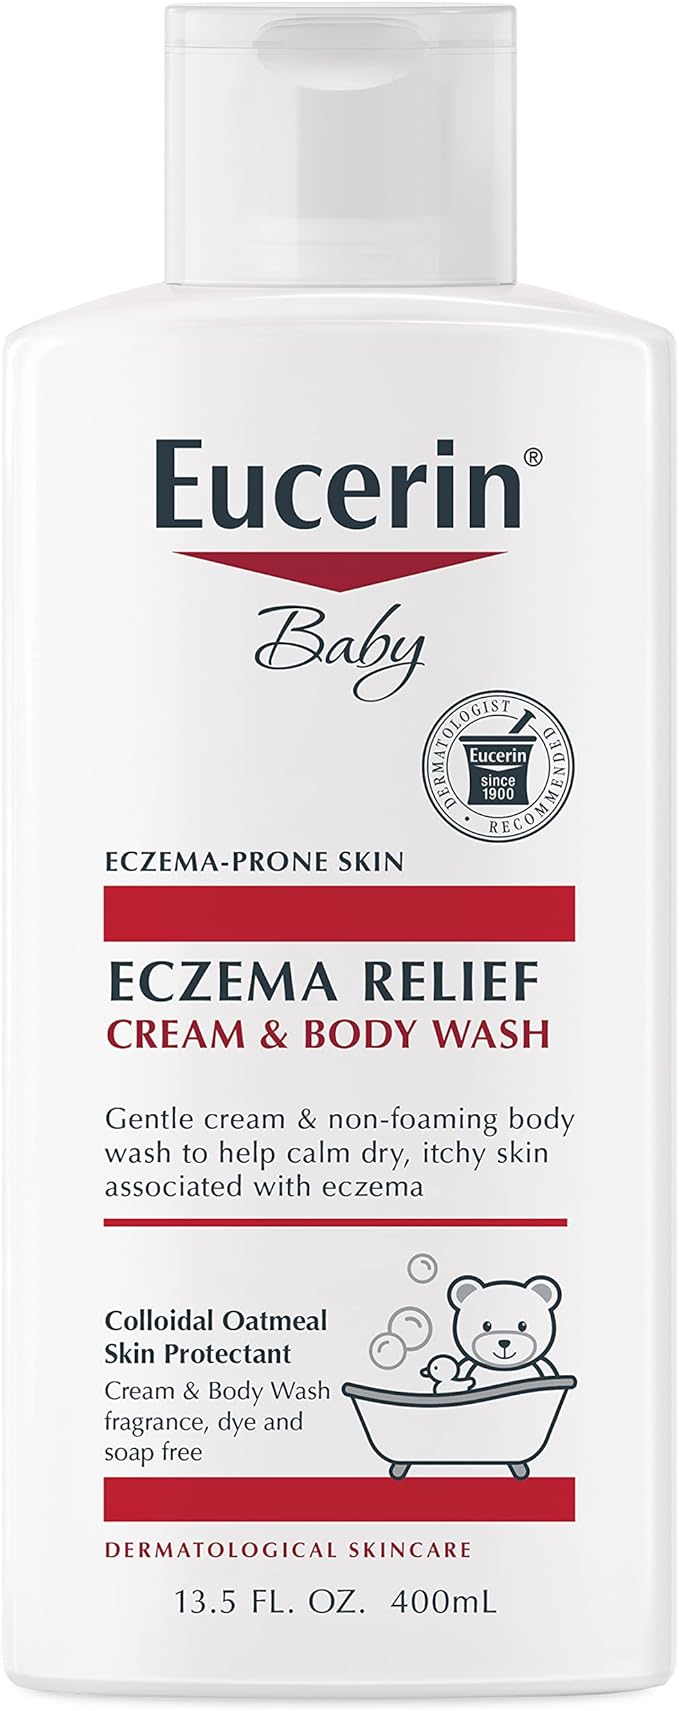 Eucerin®
Baby
DERMATOLOGIST RECOMMENDED
Eucerin
since
1900
ECZEMA-PRONE SKIN
ECZEMA RELIEF
CREAM & BODY WASH
Gentle cream & non-foaming body
wash to help calm dry, itchy skin
associated with eczema
Colloidal Oatmeal
Skin Protectant
Cream & Body Wash
fragrance, dye and
soap free
DERMATOLOGICAL SKINCARE
13.5 FL. OZ. 400mL